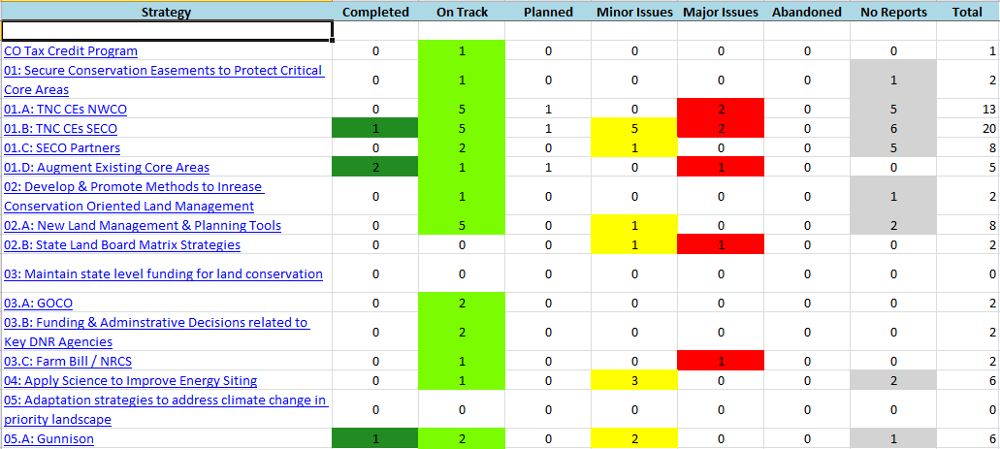 Strategy Completed On Track Planned Minor Issues Major Issues Abandoned No Reports Total
CO Tax Credit Program 0 1 0 0 0 0 0 1
01: Secure Conservation Easements to Protect Critical
Core Areas 0 1 0 0 0 0 1 2
01.A: TNC CEs NWCO 0 5 1 0 2 0 5 13
01.B: TNC CEs SECO 1 5 1 5 2 0 6 20
01.C: SECO Partners 0 2 0 1 0 0 5 8
01.D: Augment Existing Core Areas 2 1 1 0 1 0 0 5
02: Develop & Promote Methods to Inrease
Conservation Oriented Land Management 0 1 0 0 0 0 1 2
02.A: New Land Management & Planning Tools 0 5 0 1 0 0 2 8
02.B: State Land Board Matrix Strategies 0 0 0 1 1 0 0 2
03: Maintain state level funding for land conservation 0 0 0 0 0 0 0 0
03.A: GOCO 0 2 0 0 0 0 0 2
03.B: Funding & Adminstrative Decisions related to
Key DNR Agencies 0 2 0 0 0 0 0 2
03.C: Farm Bill / NRCS 0 1 0 0 1 0 0 2
04: Apply Science to Improve Energy Siting 0 1 0 3 0 0 2 6
05: Adaptation strategies to address climate change in
priority landscape 0 0 0 0 0 0 0 0
05.A: Gunnison 1 2 0 2 0 0 1 6